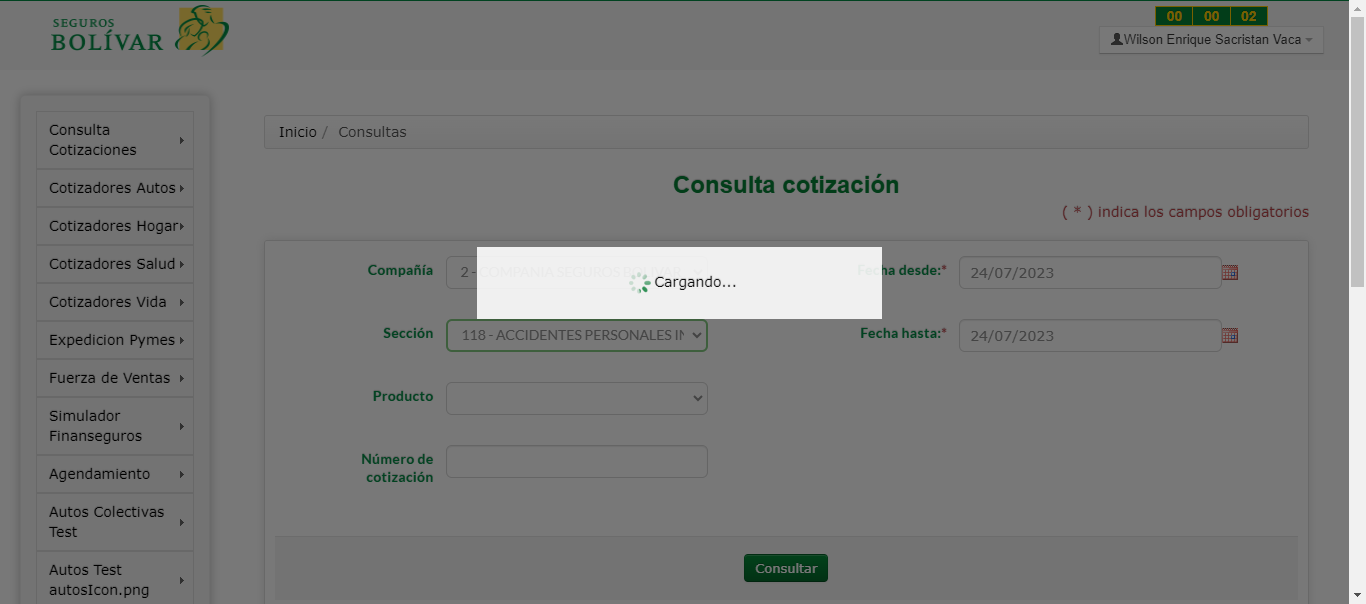 SEGUROS
BOLÍVAR
00 00 02
Wilson Enrique Sacristan Vaca
Consulta
Cotizaciones
Cotizadores Autos
Cotizadores Hogar
Cotizadores Salud
Cotizadores Vida
Expedicion Pymes
Fuerza de Ventas
Simulador
Finanseguros
Agendamiento
Autos Colectivas
Test
Autos Test
autosIcon.png
Inicio / Consultas
Consulta cotización
( * ) indica los campos obligatorios
Compañía 2 - COMPAÑIA SEGUROS BOLIVAR Fecha desde:* 24/07/2023
Cargando...
Sección 118 - ACCIDENTES PERSONALES IN Fecha hasta:* 24/07/2023
Producto
Número de
cotización
Consultar